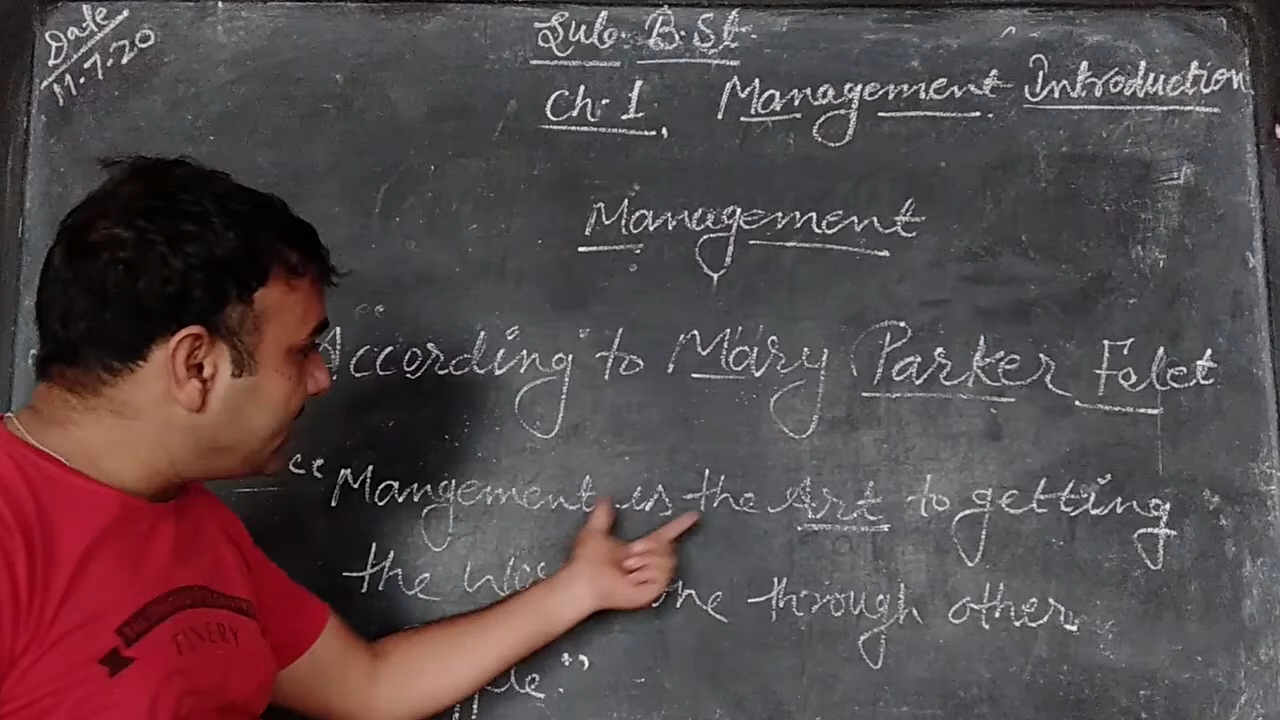 Date
11.7.20
Sub. B.St.
Ch. 1, Management Introduction
Management
According to Mary Parker Folet
"Mangement is the Art to getting
the through other
FINERY